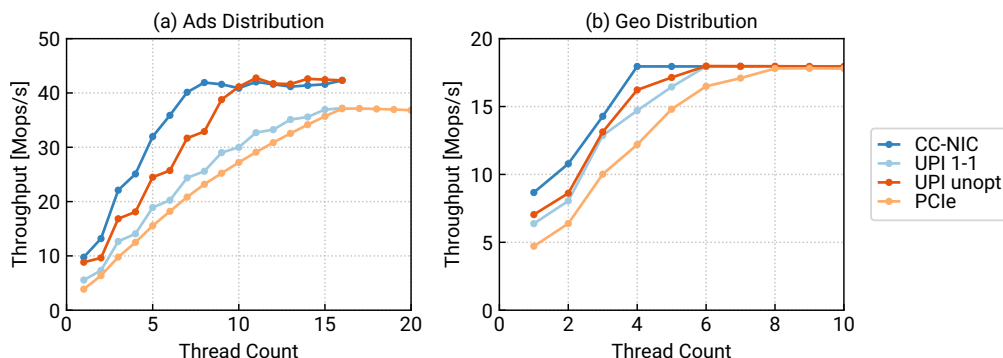 (a) Ads Distribution
Throughput [Mops/s]
50
40
30
20
10
0
0 5 10 15 20
Thread Count
(b) Geo Distribution
Throughput [Mops/s]
20
15
10
5
0
0 2 4 6 8 10
Thread Count
CC-NIC
UPI 1-1
UPI unopt
PCIe